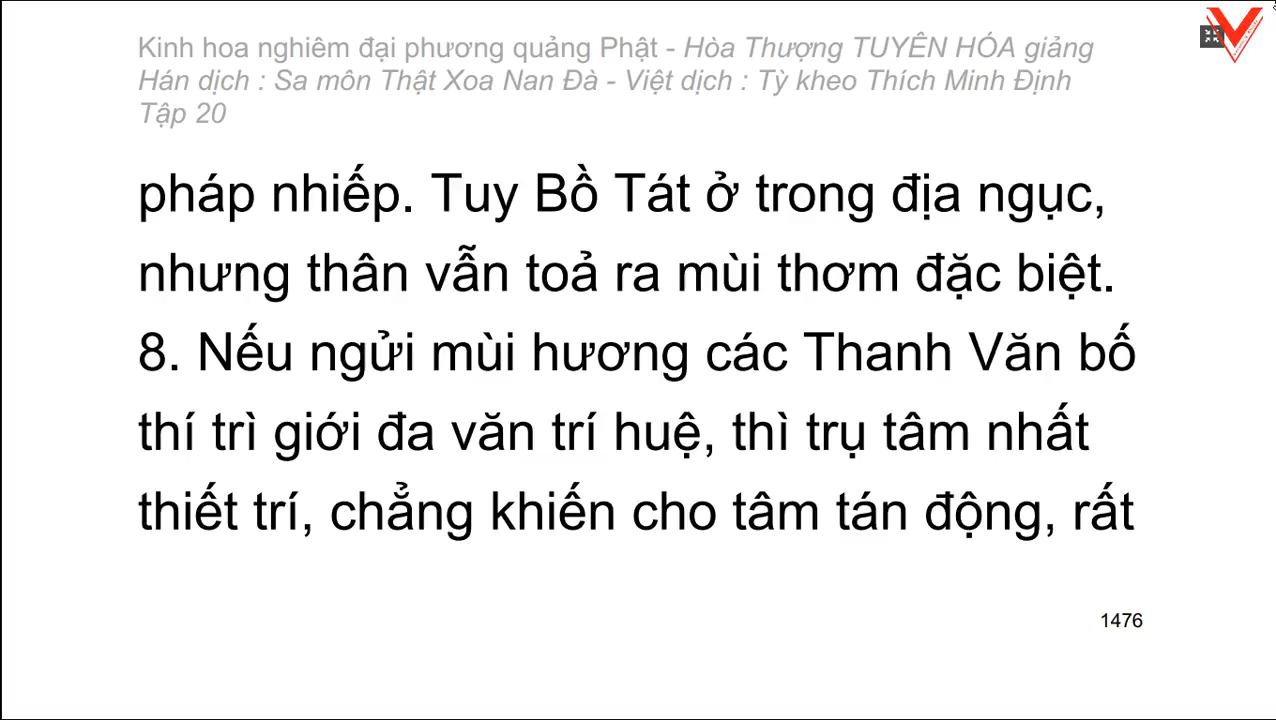 Kinh hoa nghiêm đại phương quảng Phật - Hòa Thượng TUYÊN HÓA giảng
Hán dịch : Sa môn Thật Xoa Nan Đà - Việt dịch : Tỳ kheo Thích Minh Định
Tập 20
pháp nhiếp. Tuy Bồ Tát ở trong địa ngục,
nhưng thân vẫn toả ra mùi thơm đặc biệt.
8. Nếu ngửi mùi hương các Thanh Văn bố
thí trì giới đa văn trí huệ, thì trụ tâm nhất
thiết trí, chẳng khiến cho tâm tán động, rất
1476